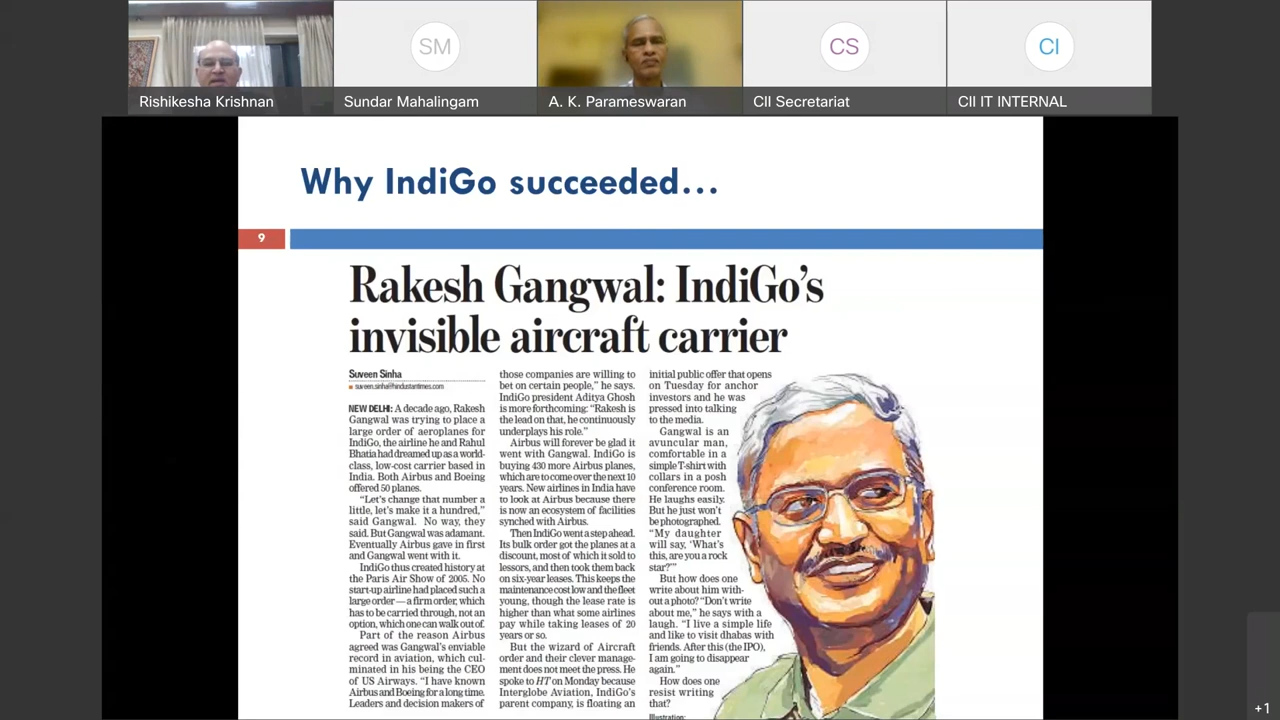 SM
CS
CI
Rishikesha Krishnan
Sundar Mahalingam
A. K. Parameswaran
CII Secretariat
CII IT INTERNAL
Why IndiGo succeeded...
9
Rakesh Gangwal: IndiGo's
invisible aircraft carrier
Suveen Sinha
suveen.sinha@hindustantimes.com
NEW DELHI: A decade ago, Rakesh
Gangwal was trying to place a
large order of aeroplanes for
IndiGo, the airline he and Rahul
Bhatia had dreamed up as a world-
class, low-cost carrier based in
India. Both Airbus and Boeing
offered 50 planes.
"Let's change that number a
little, let's make it a hundred,"
said Gangwal. No way, they
said. But Gangwal was adamant.
Eventually Airbus gave in first
and Gangwal went with it.
IndiGo thus created history at
the Paris Air Show of 2005. No
start-up airline had placed such
a large order — a firm order, which
has to be carried through, not an
option, which one can walk out of.
Part of the reason Airbus
agreed was Gangwal's enviable
record in aviation, which cul-
minated in his being the CEO
of US Airways. "I have known
Airbus and Boeing for a long time.
Leaders and decision makers of
those companies are willing to
bet on certain people," he says.
IndiGo president Aditya Ghosh
is more forthcoming: "Rakesh is
the lead on that, he continuously
underplays his role."
Airbus will forever be glad it
went with Gangwal. IndiGo is
buying 430 more Airbus planes,
which are to come over the next 10
years. New airlines in India have
to look at Airbus because there
is now an ecosystem of facilities
synched with Airbus.
Then IndiGo went a step ahead.
Its bulk order got the planes at a
discount, most of which it sold to
lessors, and then took them back
on six-year leases. This keeps the
maintenance cost low and the fleet
young, though the lease rate is
higher than what some airlines
pay while taking leases of 20
years or so.
But the wizard of Aircraft
order and their clever manage-
ment does not meet the press. He
spoke to HT on Monday because
Interglobe Aviation, IndiGo's
parent company, is floating an
initial public offer that opens
on Tuesday for anchor
investors and he was
pressed into talking
to the media.
Gangwal is an
avuncular man,
comfortable in a
simple T-shirt with
collars in a posh
conference room.
He laughs easily.
But he just won't
be photographed.
"My daughter
will say, 'What's
this, are you a rock
star?'"
But how does one
write about him with-
out a photo? "Don't write
about me," he says with a
laugh. "I live a simple life
and like to visit dhabas with
friends. After this (the IPO),
I am going to disappear
again."
How does one
resist writing
that?
Illustration:
+1